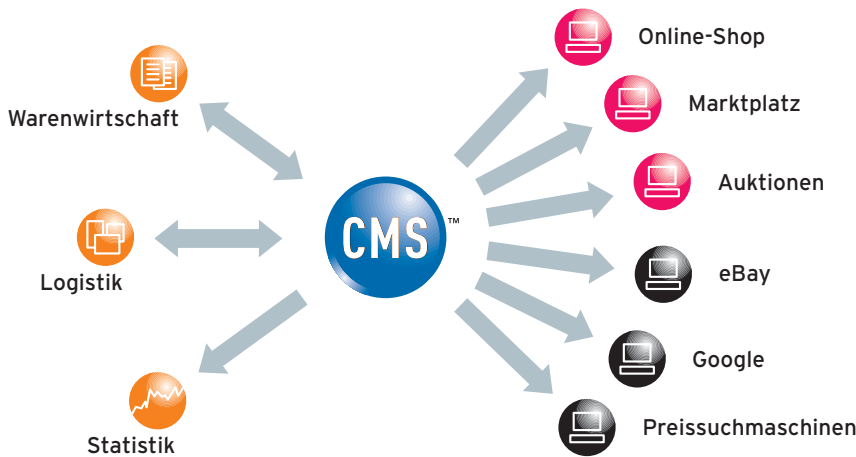 Online-Shop
Marktplatz
Warenwirtschaft
Auktionen
CMS™
Logistik
eBay
Google
Preissuchmaschinen
Statistik